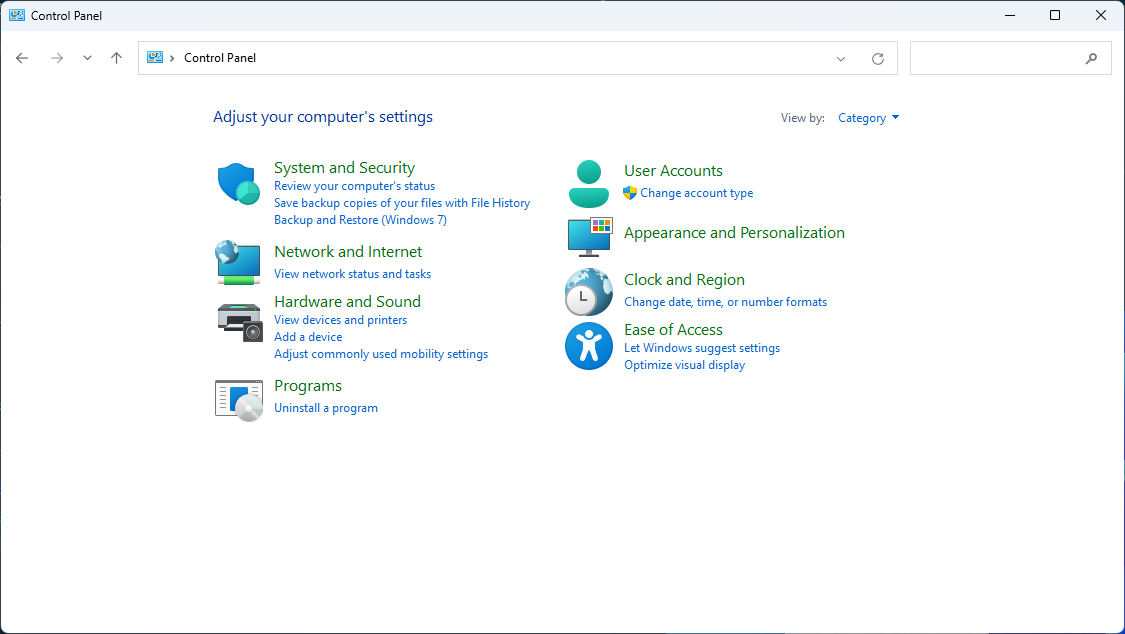 Control Panel
Control Panel
Adjust your computer's settings
View by: Category
System and Security
Review your computer's status
Save backup copies of your files with File History
Backup and Restore (Windows 7)
Network and Internet
View network status and tasks
Hardware and Sound
View devices and printers
Add a device
Adjust commonly used mobility settings
Programs
Uninstall a program
User Accounts
Change account type
Appearance and Personalization
Clock and Region
Change date, time, or number formats
Ease of Access
Let Windows suggest settings
Optimize visual display